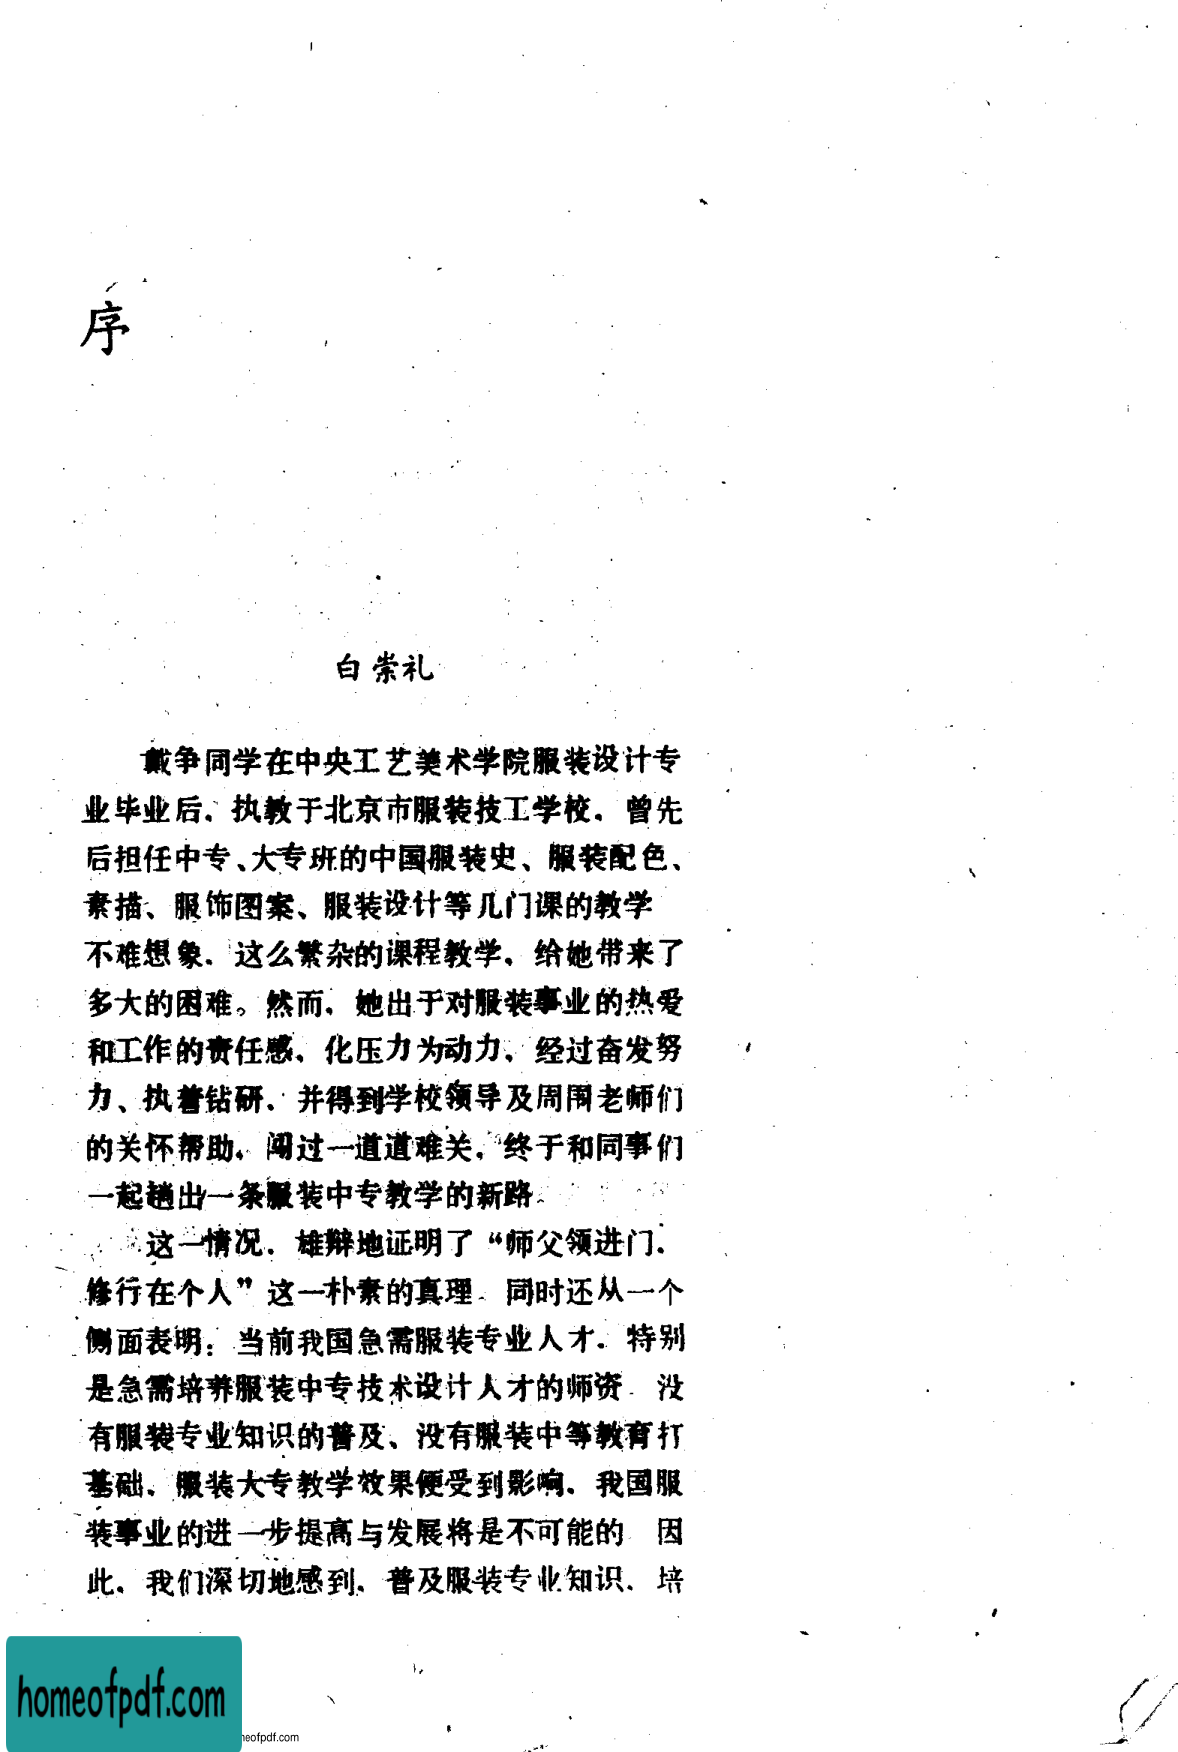 序
白崇礼
戴争同学在中央工艺美术学院服装设计专
业毕业后，执教于北京市服装技工学校，曾先
后担任中专、大专班的中国服装史、服装配色、
素描、服饰图案、服装设计等几门课的教学
不难想象，这么繁杂的课程教学，给她带来了
多大的困难。然而，她出于对服装事业的热爱
和工作的责任感，化压力为动力，经过奋发努
力、执着钻研，并得到学校领导及周围老师们
的关怀帮助，闯过一道道难关，终于和同事们
一起趟出一条服装中专教学的新路。
这一情况，雄辩地证明了“师父领进门，
修行在个人”这一朴素的真理 同时还从一个
侧面表明：当前我国急需服装专业人才，特别
是急需培养服装中专技术设计人才的师资 没
有服装专业知识的普及、没有服装中等教育打
基础，服装大专教学效果便受到影响，我国服
装事业的进一步提高与发展将是不可能的 因
此，我们深切地感到，普及服装专业知识，培
homeofpdf.com
neofpdf.com